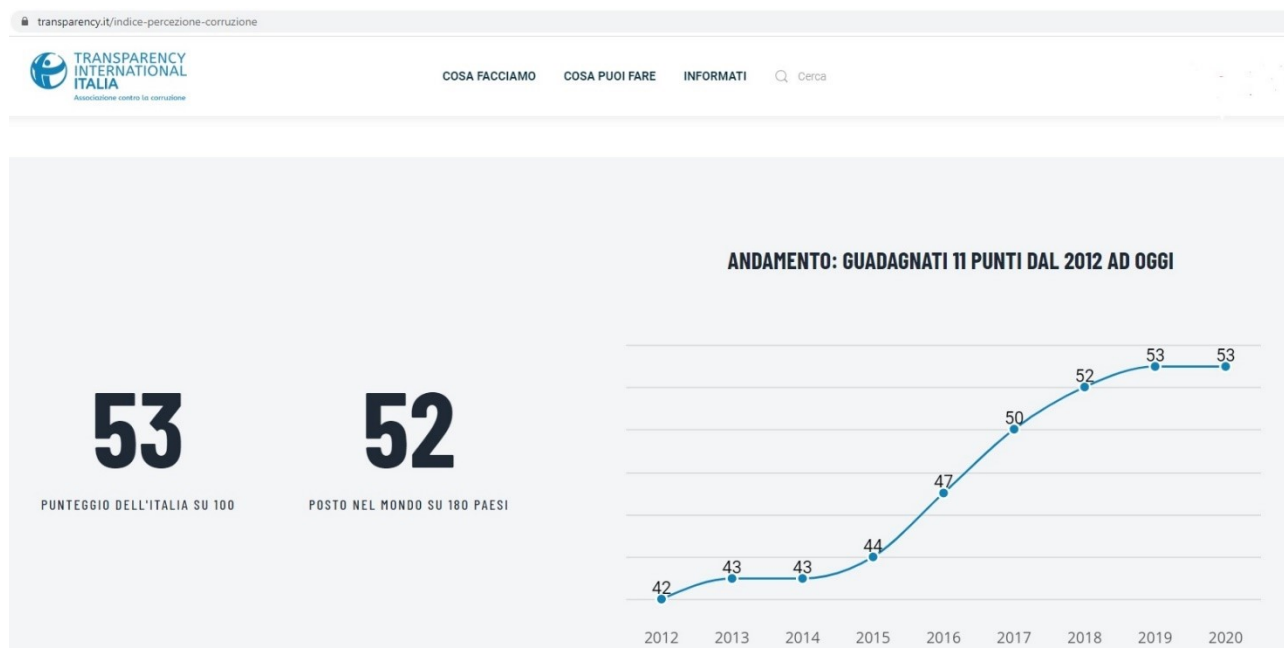 transparency.it/indice-percezione-corruzione
TRANSPARENCY
INTERNATIONAL
ITALIA
Associazione contro la corruzione
COSA FACCIAMO COSA PUOI FARE INFORMATI Cerca
ANDAMENTO: GUADAGNATI 11 PUNTI DAL 2012 AD OGGI
53
PUNTEGGIO DELL'ITALIA SU 100
52
POSTO NEL MONDO SU 180 PAESI
42 43 43 44 47 50 52 53 53
2012 2013 2014 2015 2016 2017 2018 2019 2020